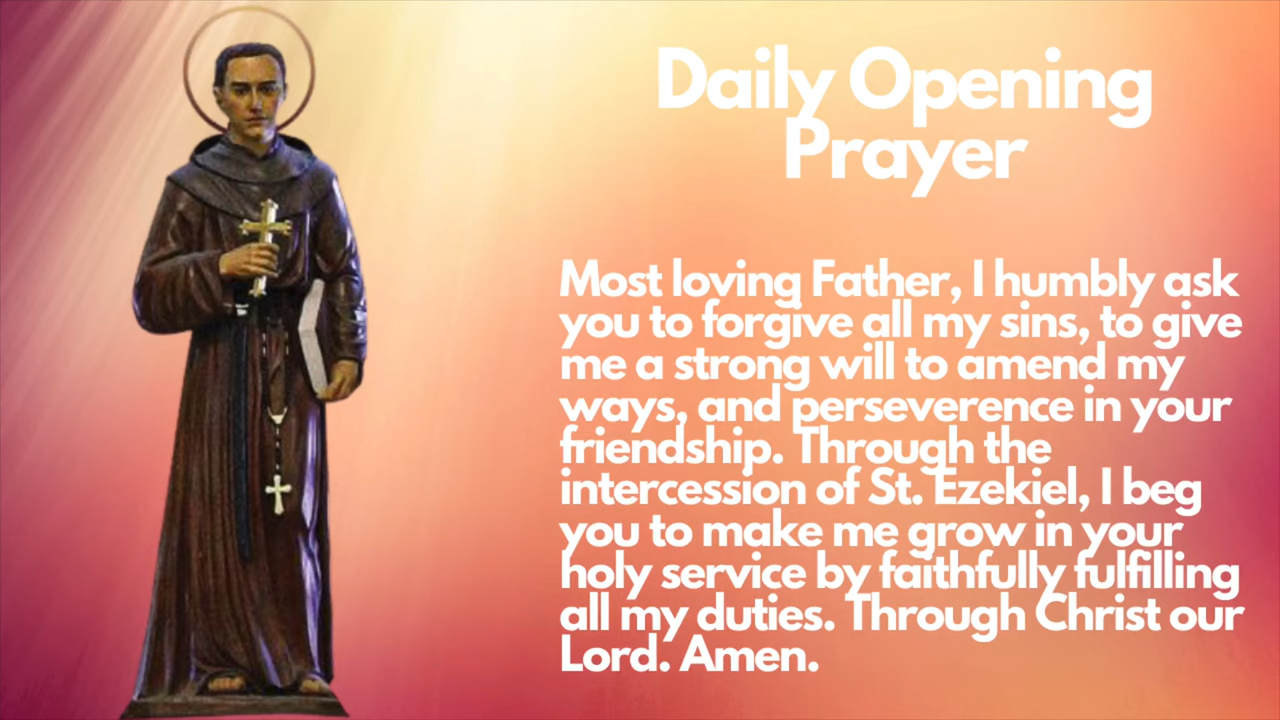 Daily Opening
Prayer
Most loving Father, I humbly ask
you to forgive all my sins, to give
me a strong will to amend my
ways, and perseverence in your
friendship. Through the
intercession of St. Ezekiel, I beg
you to make me grow in your
holy service by faithfully fulfilling
all my duties. Through Christ our
Lord. Amen.